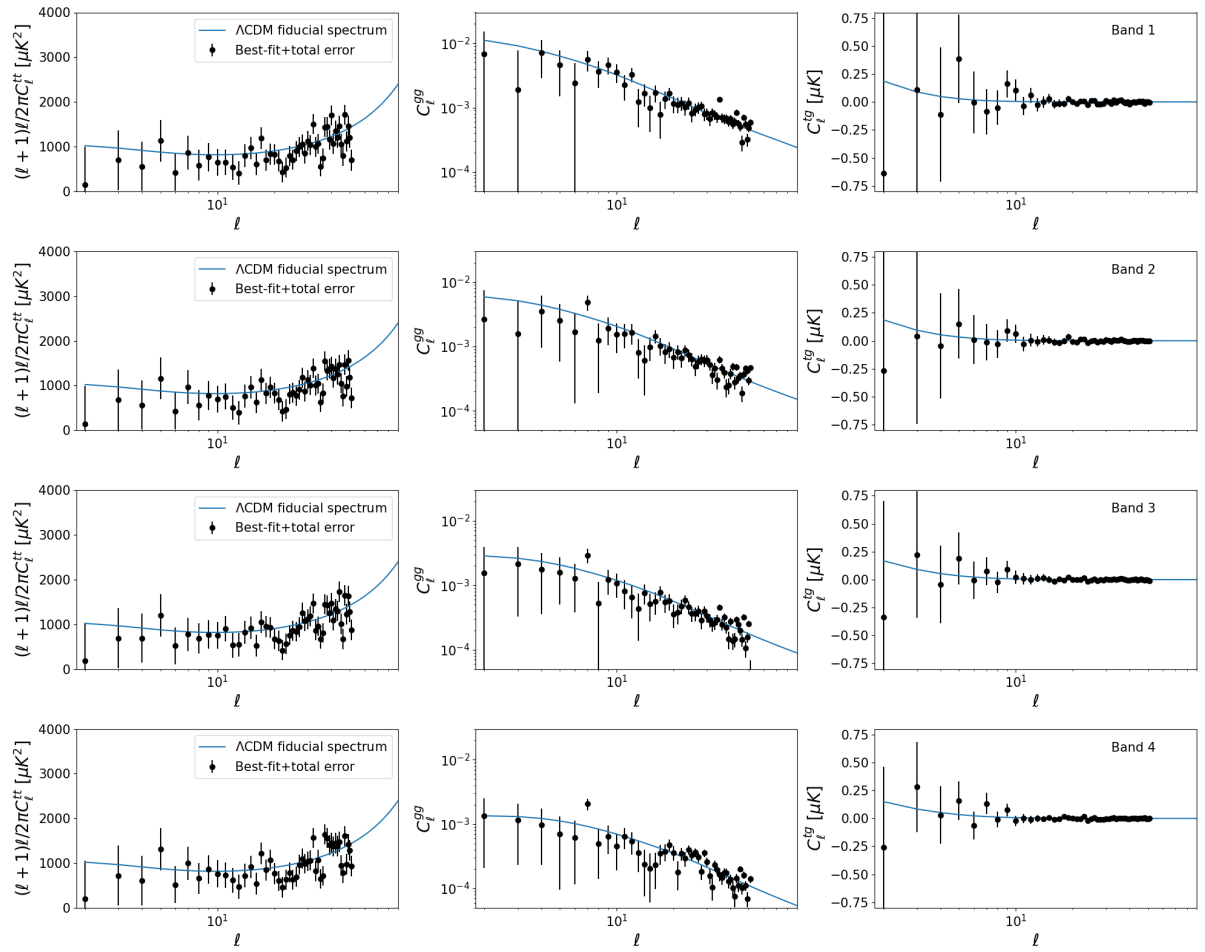 (ℓ + 1)ℓ/2πC_ℓ^{tt} [μK²]
4000
3000
2000
1000
0
ΛCDM fiducial spectrum
Best-fit+total error
10¹
ℓ
C_ℓ^{gg}
10⁻²
10⁻³
10⁻⁴
10¹
ℓ
C_ℓ^{tg} [μK]
0.75
0.50
0.25
0.00
−0.25
−0.50
−0.75
Band 1
10¹
ℓ
(ℓ + 1)ℓ/2πC_ℓ^{tt} [μK²]
4000
3000
2000
1000
0
ΛCDM fiducial spectrum
Best-fit+total error
10¹
ℓ
C_ℓ^{gg}
10⁻²
10⁻³
10⁻⁴
10¹
ℓ
C_ℓ^{tg} [μK]
0.75
0.50
0.25
0.00
−0.25
−0.50
−0.75
Band 2
10¹
ℓ
(ℓ + 1)ℓ/2πC_ℓ^{tt} [μK²]
4000
3000
2000
1000
0
ΛCDM fiducial spectrum
Best-fit+total error
10¹
ℓ
C_ℓ^{gg}
10⁻²
10⁻³
10⁻⁴
10¹
ℓ
C_ℓ^{tg} [μK]
0.75
0.50
0.25
0.00
−0.25
−0.50
−0.75
Band 3
10¹
ℓ
(ℓ + 1)ℓ/2πC_ℓ^{tt} [μK²]
4000
3000
2000
1000
0
ΛCDM fiducial spectrum
Best-fit+total error
10¹
ℓ
C_ℓ^{gg}
10⁻²
10⁻³
10⁻⁴
10¹
ℓ
C_ℓ^{tg} [μK]
0.75
0.50
0.25
0.00
−0.25
−0.50
−0.75
Band 4
10¹
ℓ